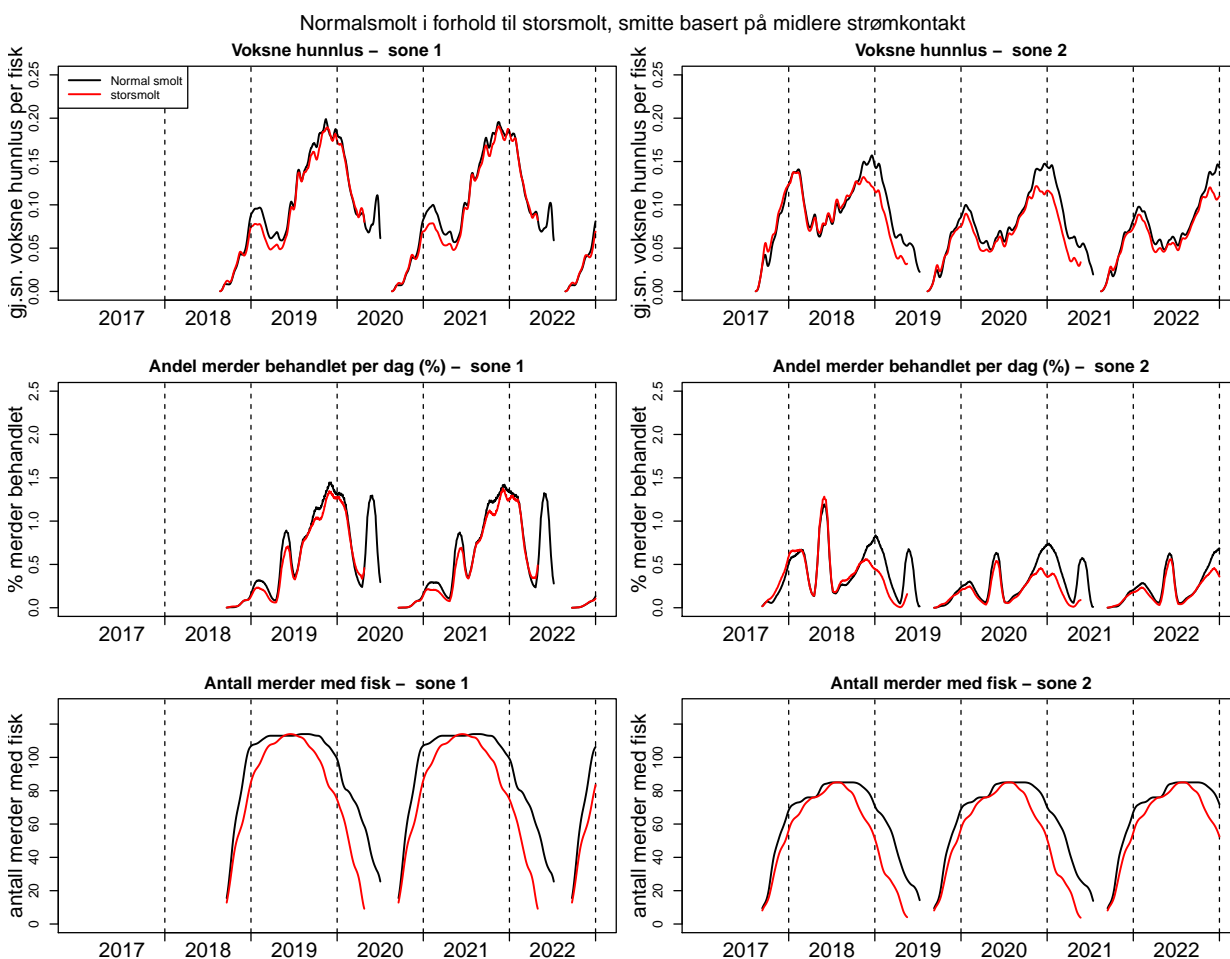 Normalsmolt i forhold til storsmolt, smitte basert på midlere strømkontakt
Voksne hunnlus – sone 1
gj.sn. voksne hunnlus per fisk
0.00 0.05 0.10 0.15 0.20 0.25
Normal smolt
storsmolt
2017 2018 2019 2020 2021 2022
Voksne hunnlus – sone 2
gj.sn. voksne hunnlus per fisk
0.00 0.05 0.10 0.15 0.20 0.25
2017 2018 2019 2020 2021 2022
Andel merder behandlet per dag (%) – sone 1
% merder behandlet
0.0 0.5 1.0 1.5 2.0 2.5
2017 2018 2019 2020 2021 2022
Andel merder behandlet per dag (%) – sone 2
% merder behandlet
0.0 0.5 1.0 1.5 2.0 2.5
2017 2018 2019 2020 2021 2022
Antall merder med fisk – sone 1
antall merder med fisk
0 20 40 60 80 100
2017 2018 2019 2020 2021 2022
Antall merder med fisk – sone 2
antall merder med fisk
0 20 40 60 80 100
2017 2018 2019 2020 2021 2022